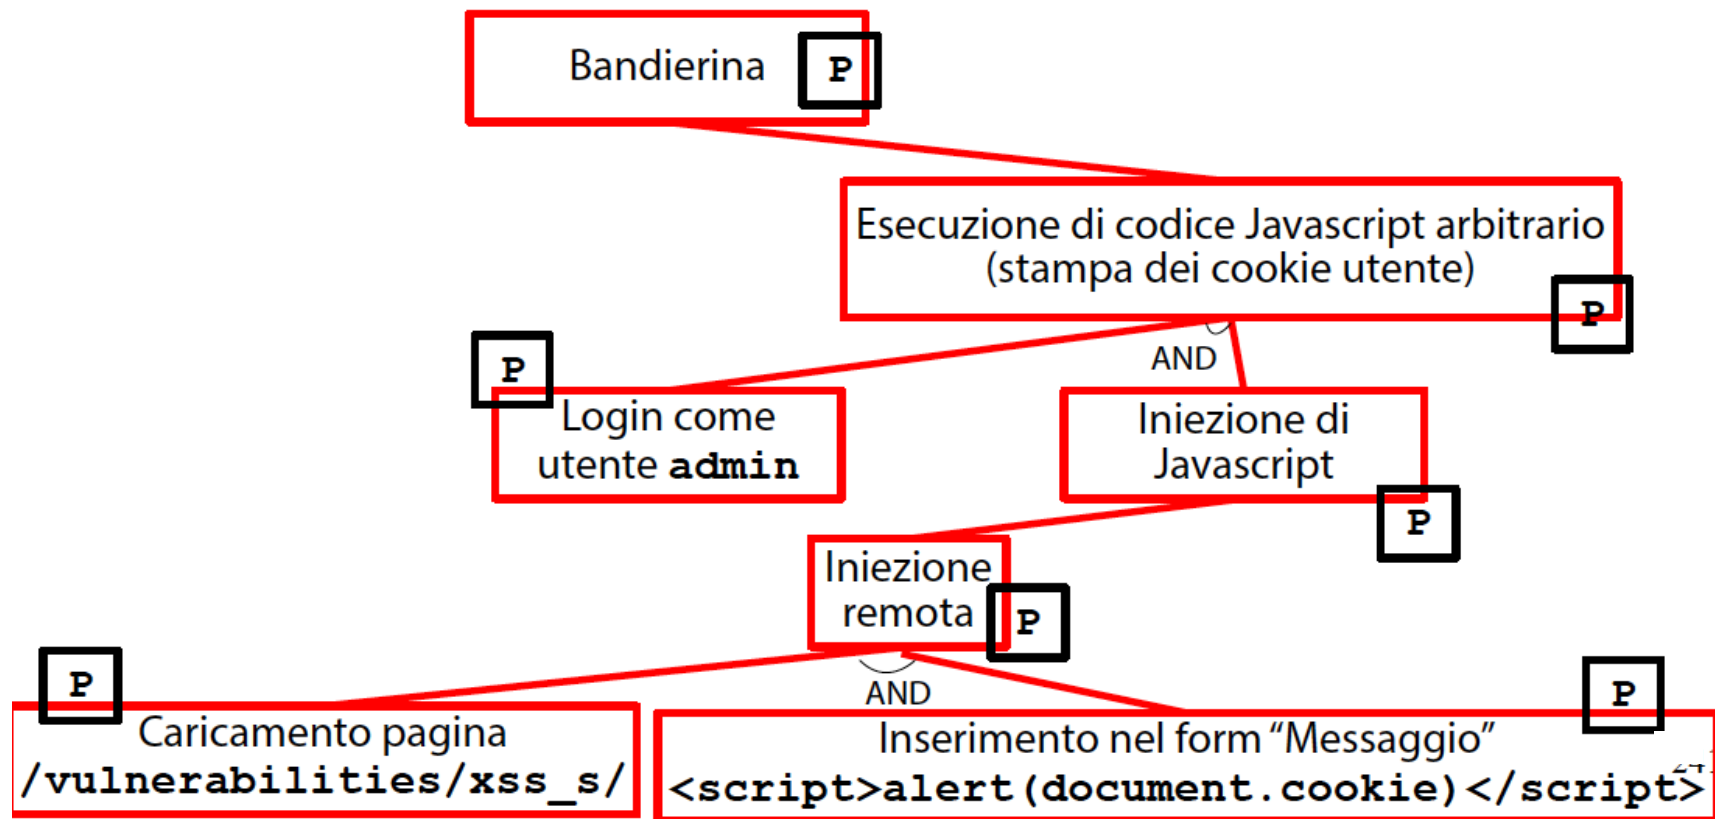 Bandierina P
Esecuzione di codice Javascript arbitrario
(stampa dei cookie utente)
P
AND
P
Login come
utente admin
Iniezione di
Javascript
P
Iniezione
remota
P
AND
P
Caricamento pagina
/vulnerabilities/xss_s/
P
Inserimento nel form “Messaggio”
<script>alert(document.cookie)</script>